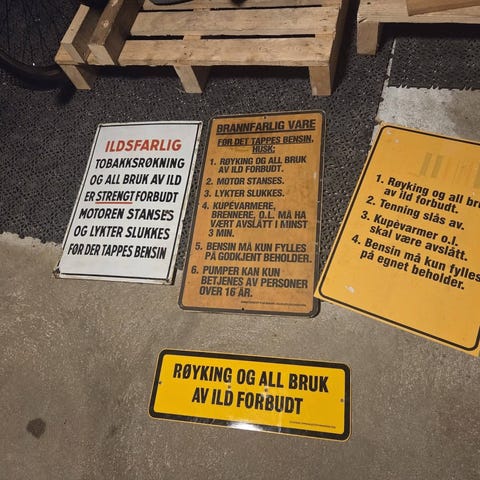 ILDSFARLIG
TOBAKKSRØKNING
OG ALL BRUK AV ILD
ER STRENGT FORBUDT
MOTOREN STANSES
OG LYKTER SLUKKES
FØR DER TAPPES BENSIN
BRANNFARLIG VARE
FØR DET TAPPES BENSIN,
HUSK:
1. RØYKING OG ALL BRUK
AV ILD FORBUDT.
2. MOTOR STANSES.
3. LYKTER SLUKKES.
4. KUPÉVARMERE,
BRENNERE, O.L. MÅ HA
VÆRT AVSLÅTT I MINST
3 MIN.
5. BENSIN MÅ KUN FYLLES
PÅ GODKJENT BEHOLDER.
6. PUMPER KAN KUN
BETJENES AV PERSONER
OVER 16 ÅR.
1. Røyking og all bru
av ild forbudt.
2. Tenning slås av.
3. Kupévarmer o.l.
skal være avslått.
4. Bensin må kun fylles
på egnet beholder.
RØYKING OG ALL BRUK
AV ILD FORBUDT